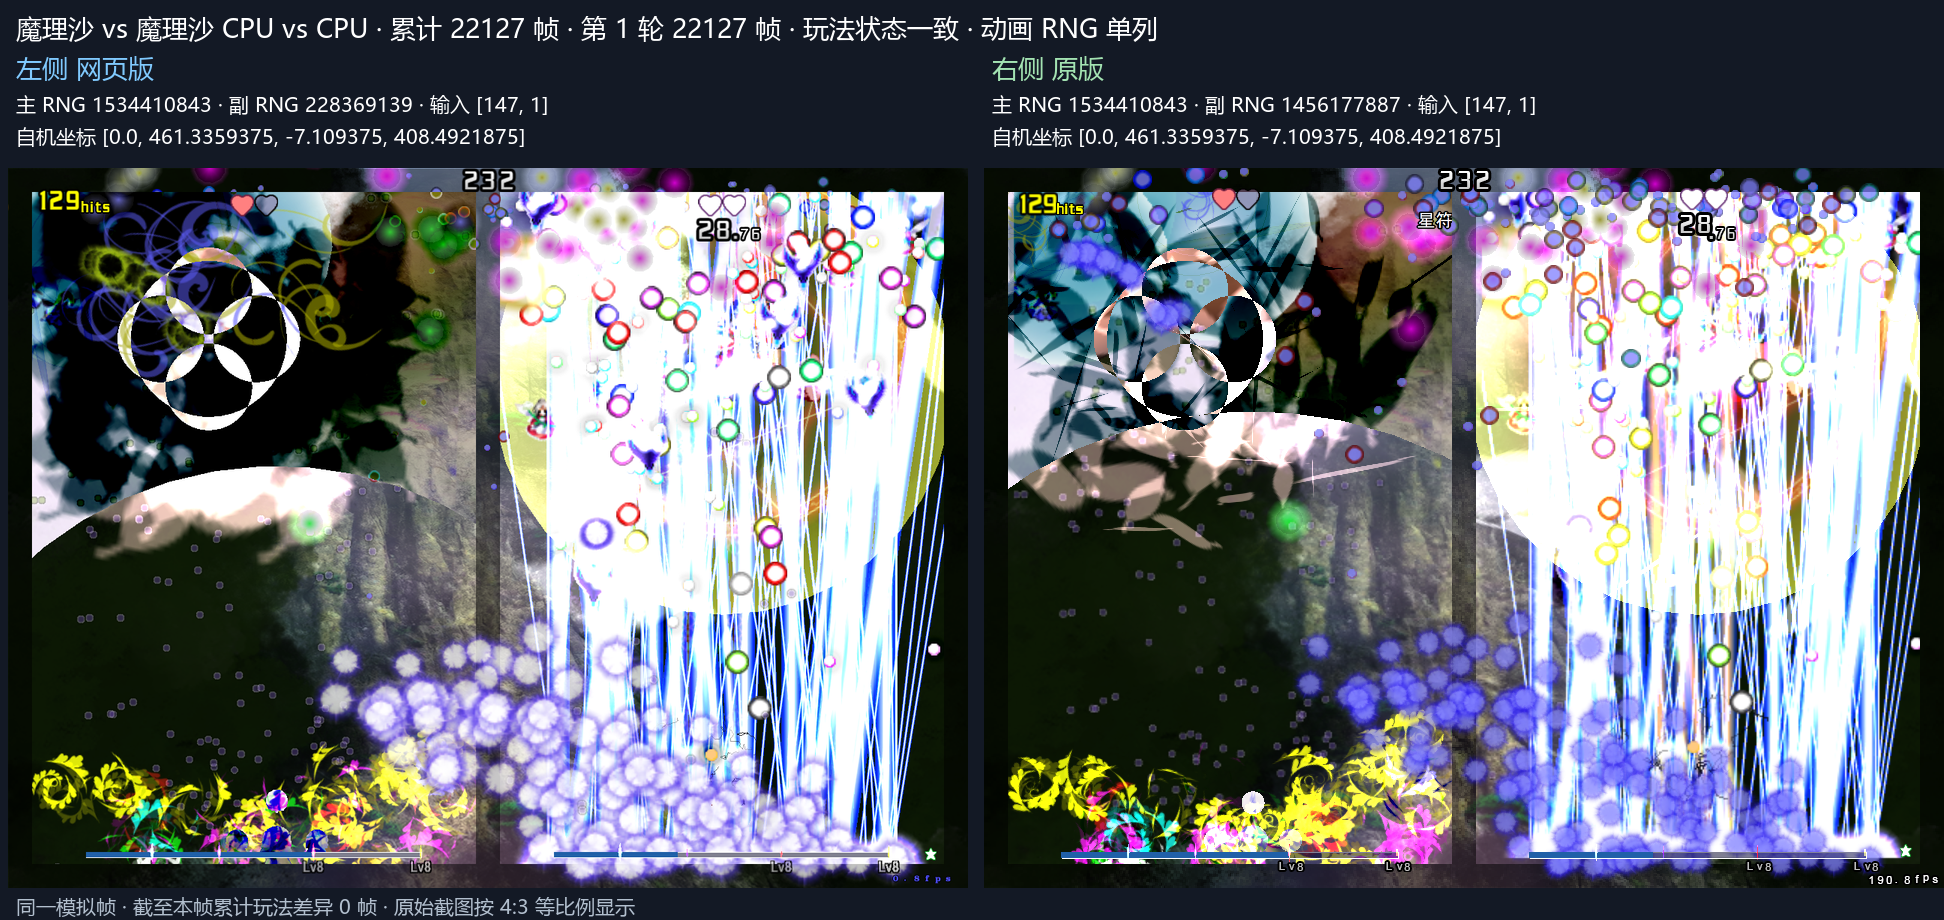 魔理沙 vs 魔理沙 CPU vs CPU · 累计 22127 帧 · 第 1 轮 22127 帧 · 玩法状态一致 · 动画 RNG 单列
左侧 网页版
主 RNG 1534410843 · 副 RNG 228369139 · 输入 [147, 1]
自机坐标 [0.0, 461.3359375, -7.109375, 408.4921875]
右侧 原版
主 RNG 1534410843 · 副 RNG 1456177887 · 输入 [147, 1]
自机坐标 [0.0, 461.3359375, -7.109375, 408.4921875]
232
129hits
28.76
Lv8
Lv8
Lv8
Lv8
.8fps
232
129hits
星符
28.76
Lv8
Lv8
Lv8
Lv8
190.8fps
同一模拟帧 · 截至本帧累计玩法差异 0 帧 · 原始截图按 4:3 等比例显示